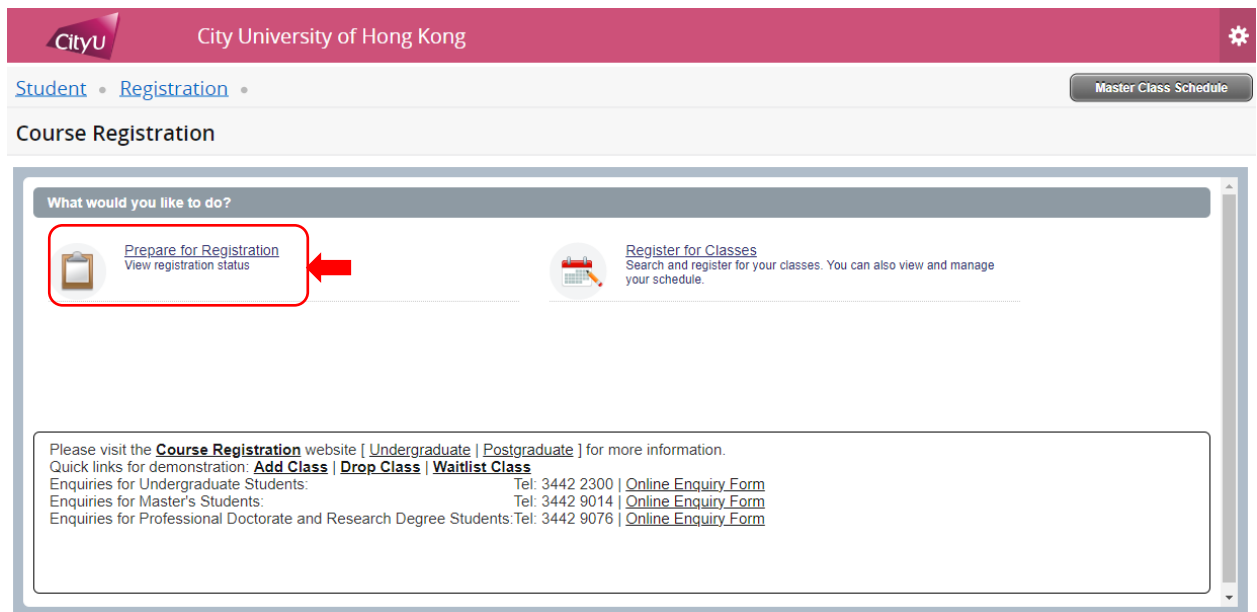 CityU
City University of Hong Kong
Student • Registration •
Master Class Schedule
Course Registration
What would you like to do?
Prepare for Registration
View registration status
Register for Classes
Search and register for your classes. You can also view and manage
your schedule.
Please visit the Course Registration website [ Undergraduate | Postgraduate ] for more information.
Quick links for demonstration: Add Class | Drop Class | Waitlist Class
Enquiries for Undergraduate Students: Tel: 3442 2300 | Online Enquiry Form
Enquiries for Master's Students: Tel: 3442 9014 | Online Enquiry Form
Enquiries for Professional Doctorate and Research Degree Students:Tel: 3442 9076 | Online Enquiry Form